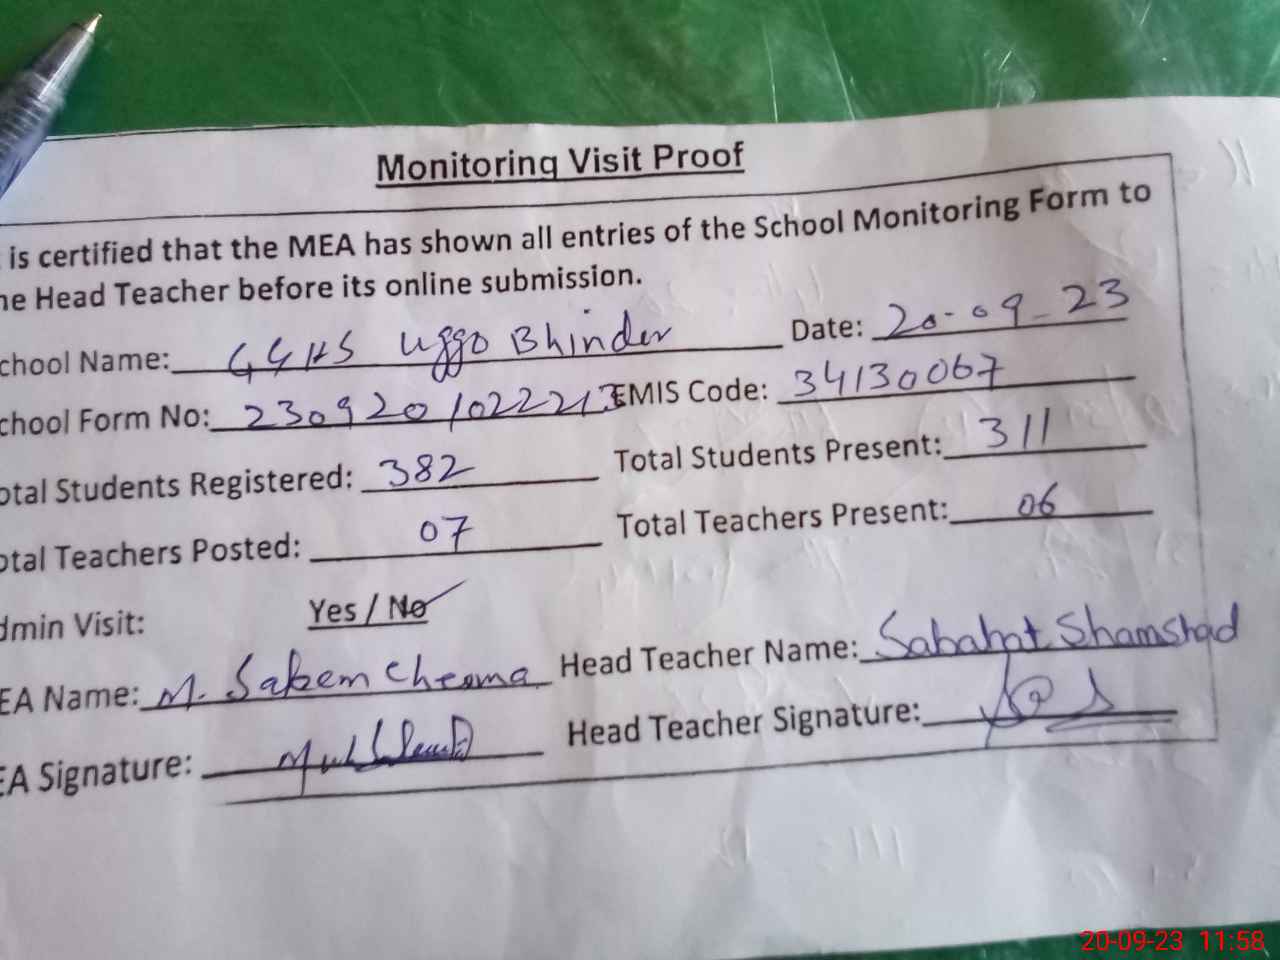 Monitoring Visit Proof
is certified that the MEA has shown all entries of the School Monitoring Form to
he Head Teacher before its online submission.
chool Name: GGHS Uggo Bhinder Date: 20-09-23
chool Form No: 230920102221 EMIS Code: 34130067
otal Students Registered: 382 Total Students Present: 311
otal Teachers Posted: 07 Total Teachers Present: 06
dmin Visit: Yes / No
EA Name: M. Saleem Cheema Head Teacher Name: Sabahat Shamshad
EA Signature: Head Teacher Signature:
20-09-23 11:58